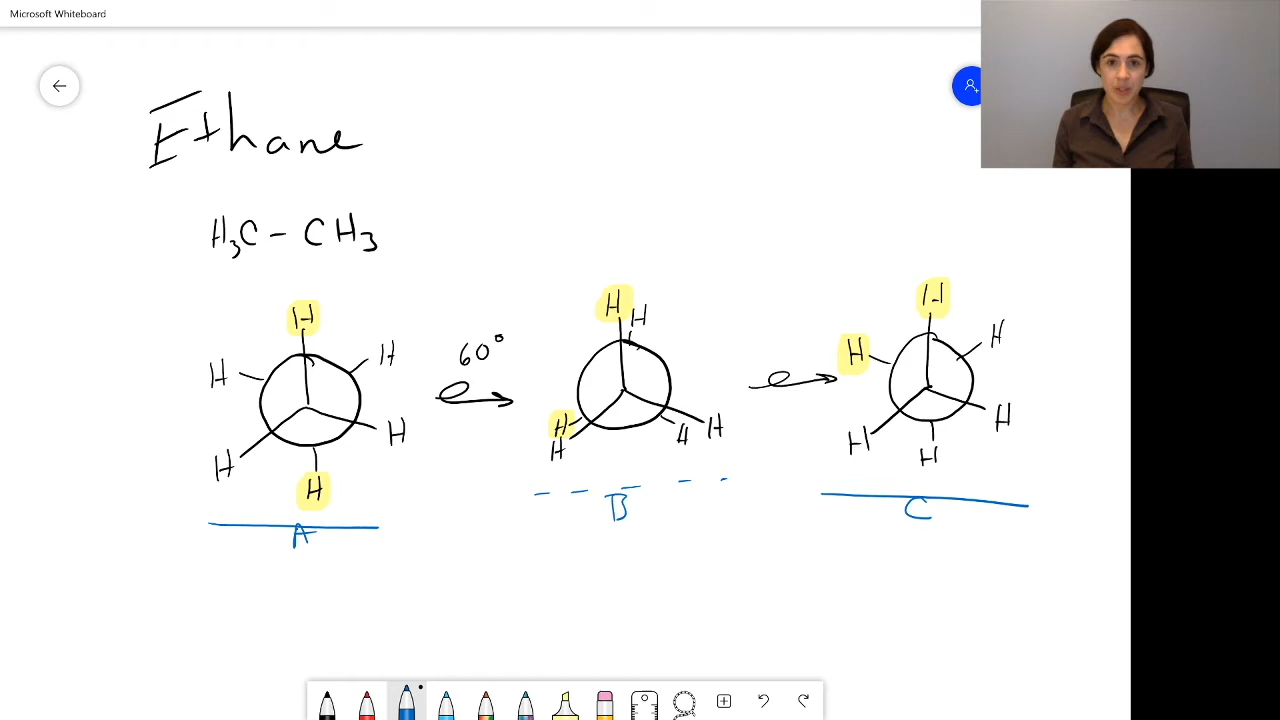 Microsoft Whiteboard
Ethane
H₃C - CH₃
H H H H H H
A
60°
H H H H H H
B
H H H H H H
C